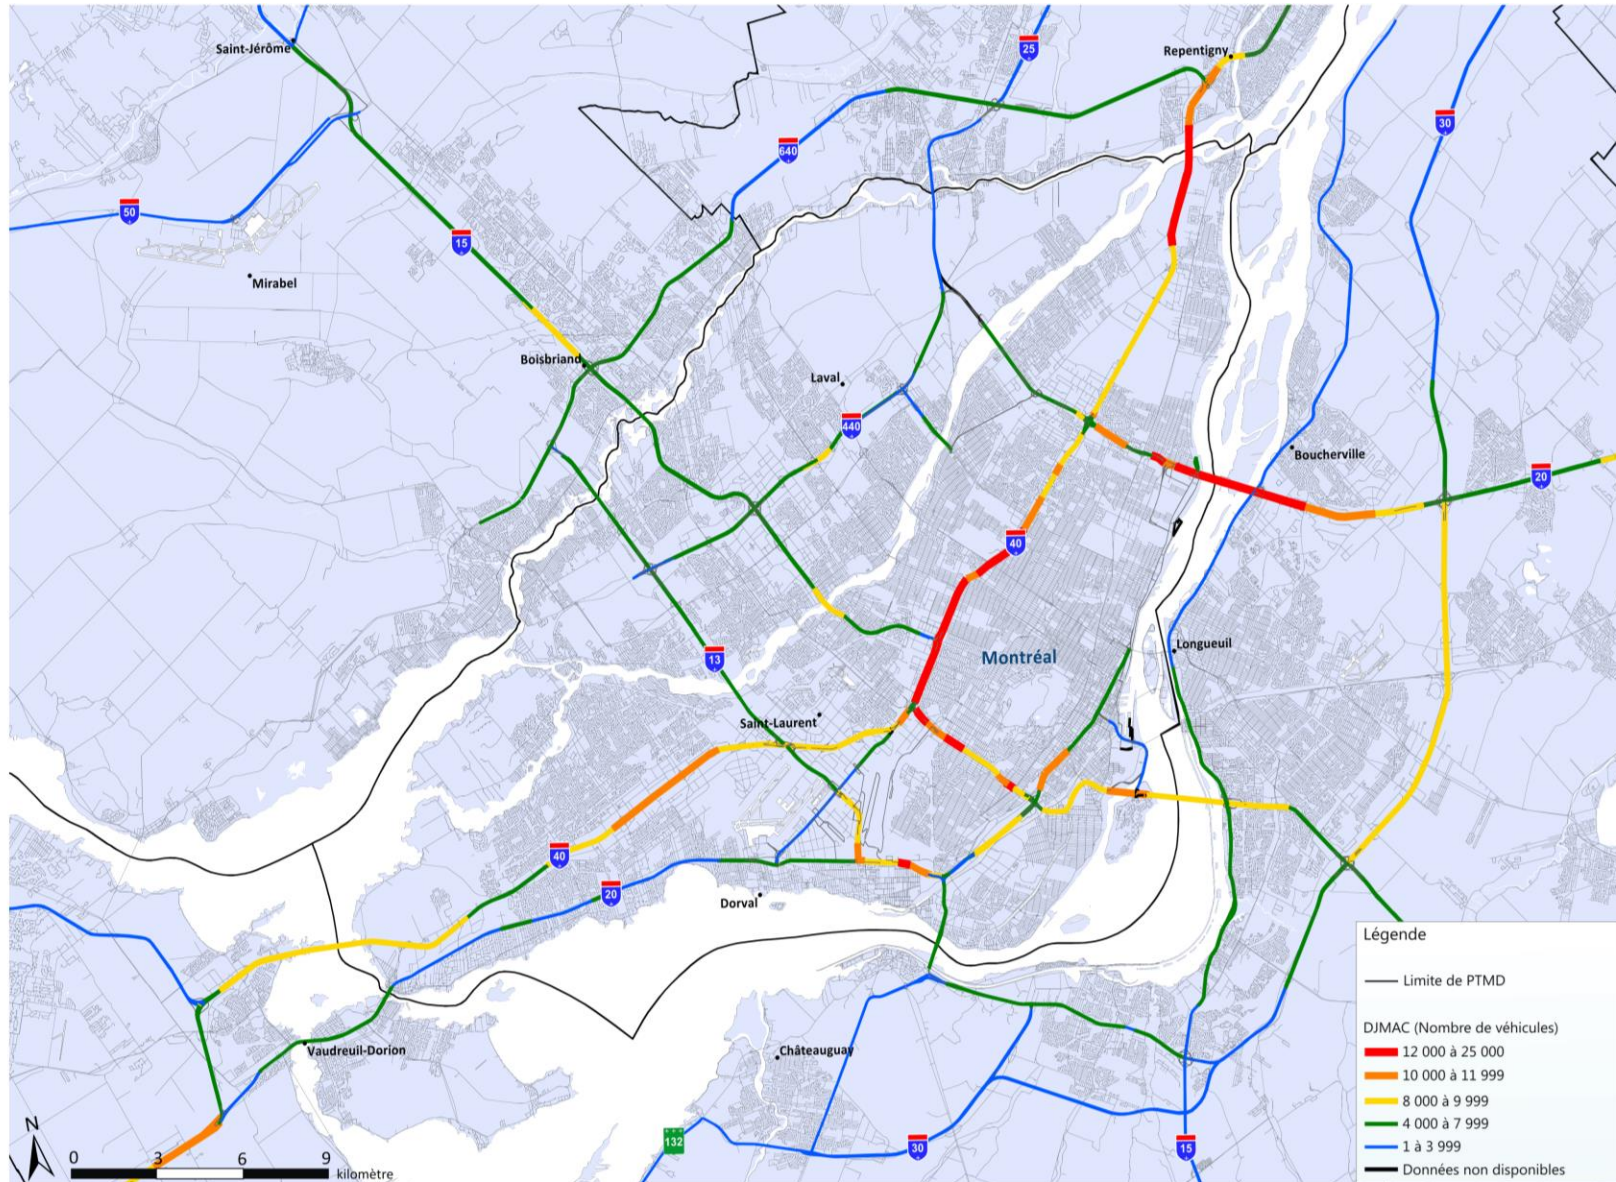 Saint-Jérôme
25
Repentigny
30
640
50
15
Mirabel
Boisbriand
Laval
440
Boucherville
20
40
Montréal
Longueuil
13
Saint-Laurent
40
20
Dorval
Vaudreuil-Dorion
Châteauguay
132
30
15
N
0 3 6 9
kilomètre
Légende
Limite de PTMD
DJMAC (Nombre de véhicules)
12 000 à 25 000
10 000 à 11 999
8 000 à 9 999
4 000 à 7 999
1 à 3 999
Données non disponibles